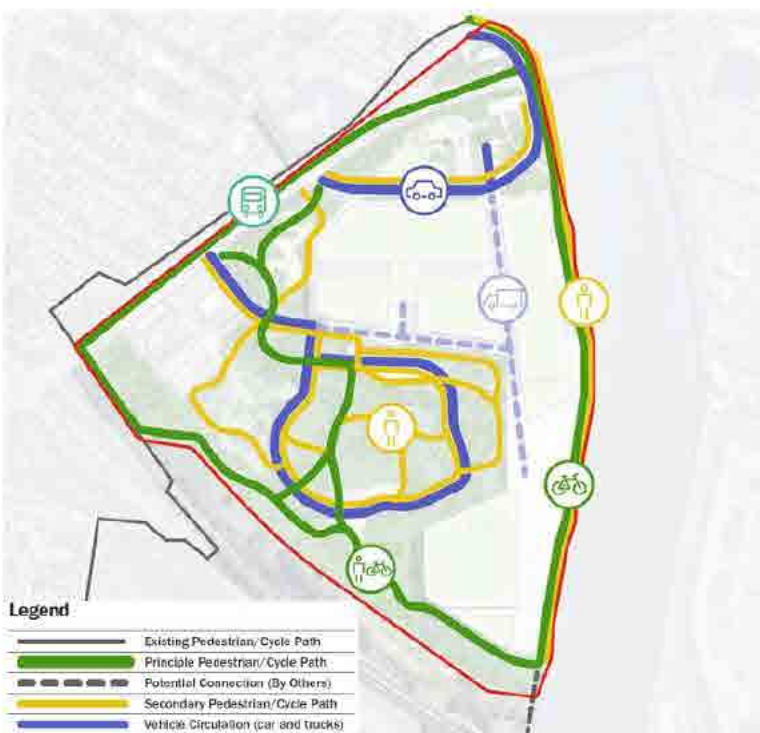 Legend
Existing Pedestrian/Cycle Path
Principle Pedestrian/Cycle Path
Potential Connection (By Others)
Secondary Pedestrian/Cycle Path
Vehicle Circulation (car and trucks)